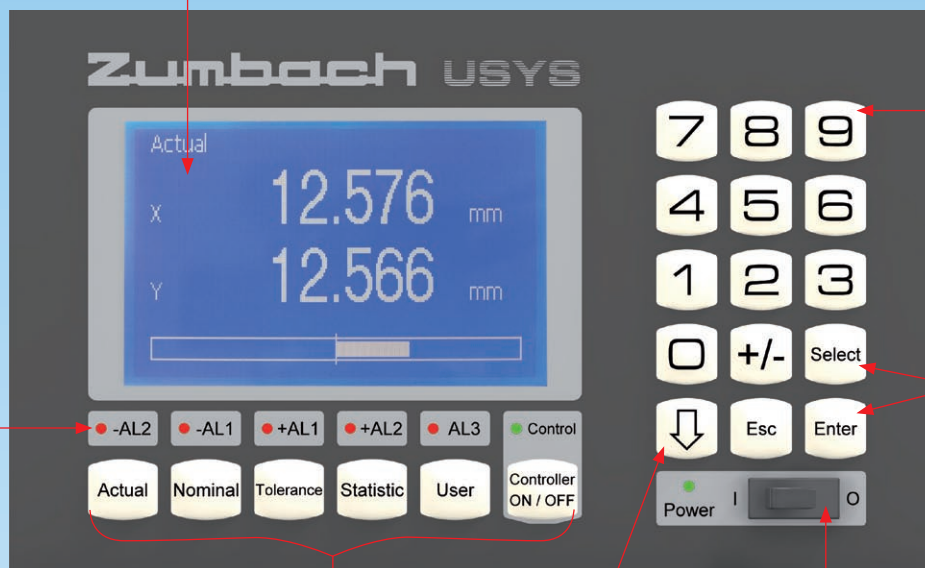 Zumbach USYS
Actual
X 12.576 mm
Y 12.566 mm
-AL2 -AL1 +AL1 +AL2 AL3 Control
Actual Nominal Tolerance Statistic User Controller
ON / OFF
7 8 9
4 5 6
1 2 3
0 +/- Select
Esc Enter
Power I O